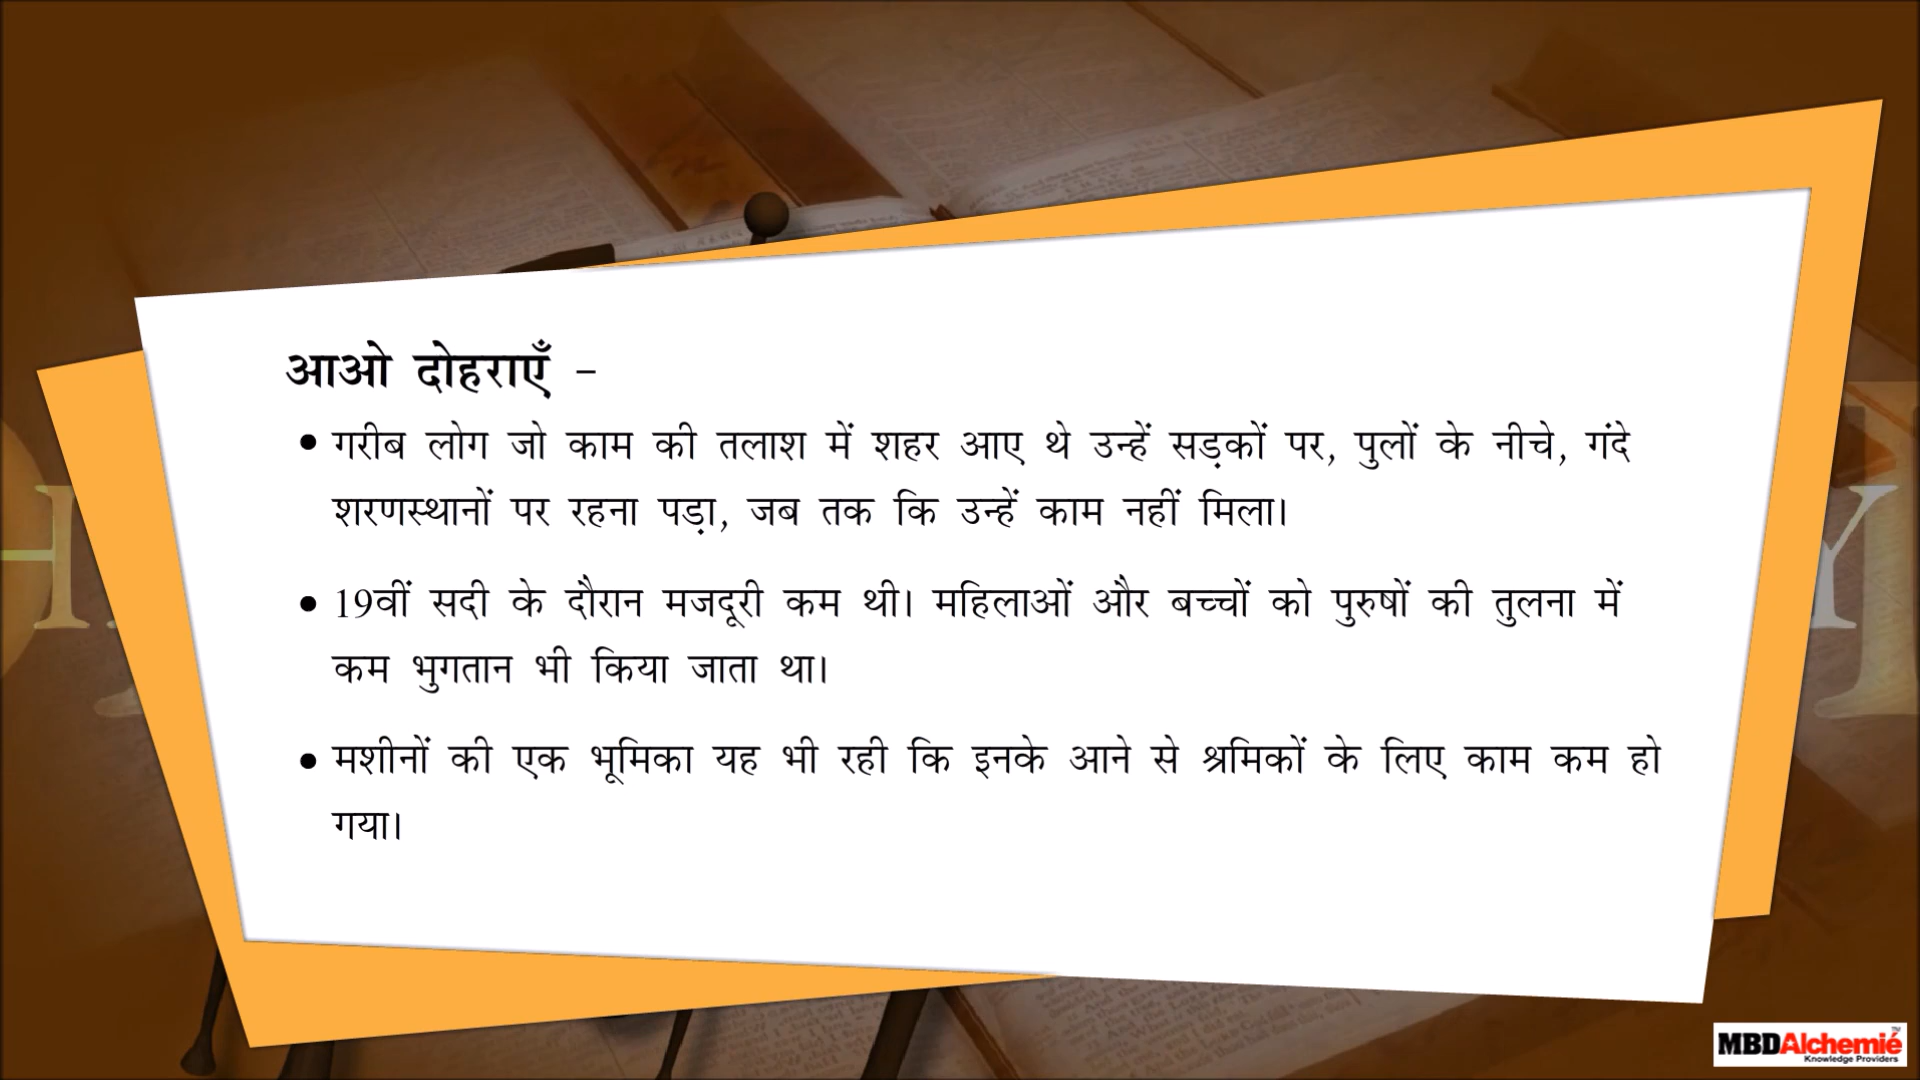 आओ दोहराएँ –
• गरीब लोग जो काम की तलाश में शहर आए थे उन्हें सड़कों पर, पुलों के नीचे, गंदे
शरणस्थानों पर रहना पड़ा, जब तक कि उन्हें काम नहीं मिला।
• 19वीं सदी के दौरान मजदूरी कम थी। महिलाओं और बच्चों को पुरुषों की तुलना में
कम भुगतान भी किया जाता था।
• मशीनों की एक भूमिका यह भी रही कि इनके आने से श्रमिकों के लिए काम कम हो
गया।
MBDAlchemié™
Knowledge Providers